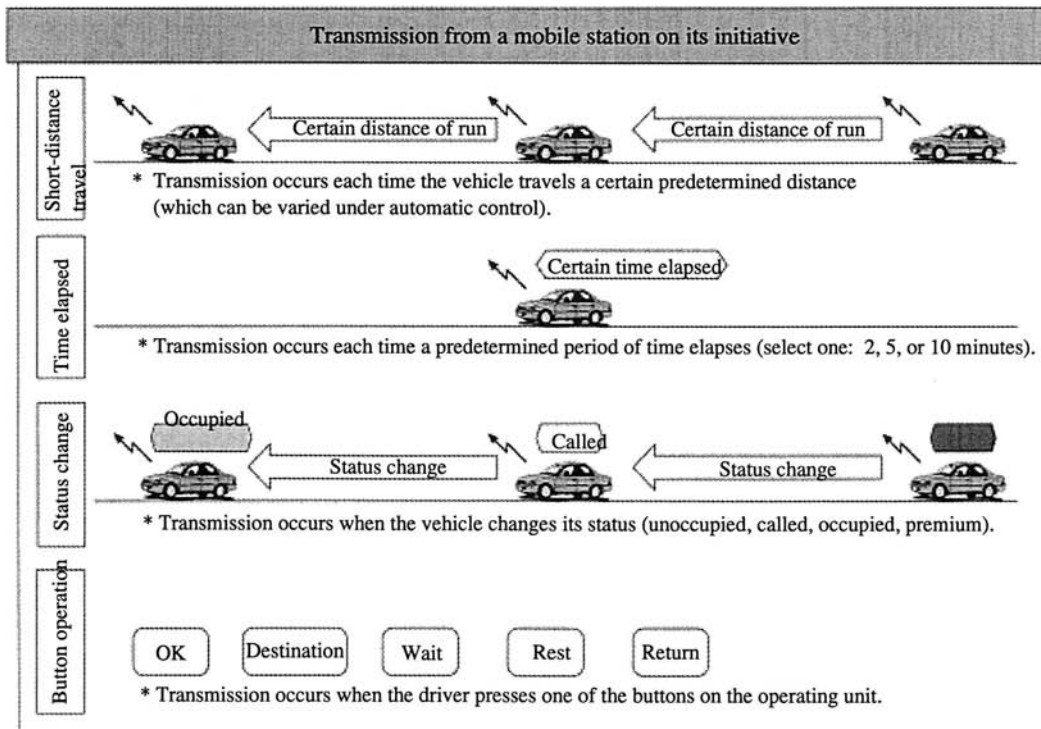 Transmission from a mobile station on its initiative
Short-distance
travel
Certain distance of run
Certain distance of run
* Transmission occurs each time the vehicle travels a certain predetermined distance
(which can be varied under automatic control).
Time elapsed
Certain time elapsed
* Transmission occurs each time a predetermined period of time elapses (select one: 2, 5, or 10 minutes).
Status change
Occupied
Called
Status change
Status change
* Transmission occurs when the vehicle changes its status (unoccupied, called, occupied, premium).
Button operation
OK
Destination
Wait
Rest
Return
* Transmission occurs when the driver presses one of the buttons on the operating unit.